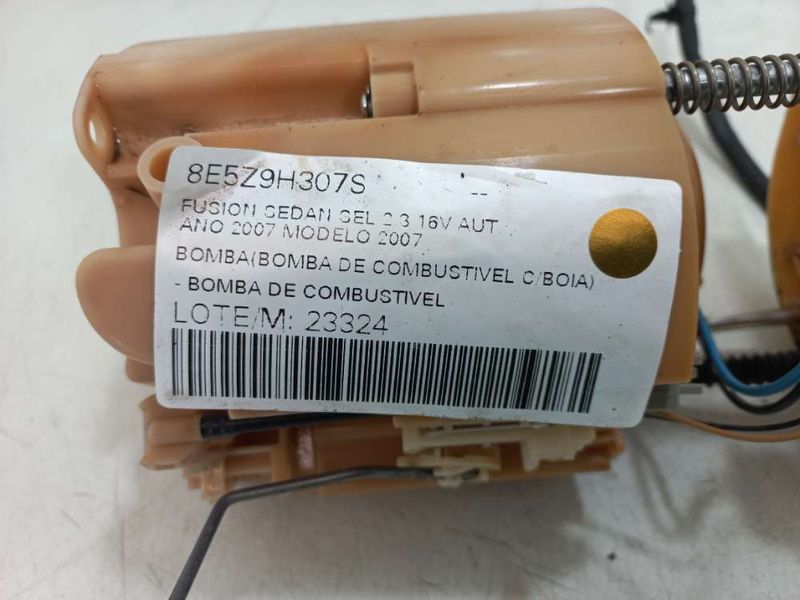 8E5Z9H307S
FUSION SEDAN SEL 2.3 16V AUT
ANO 2007 MODELO 2007
BOMBA(BOMBA DE COMBUSTIVEL C/BOIA)
- BOMBA DE COMBUSTIVEL
LOTE/M: 23324